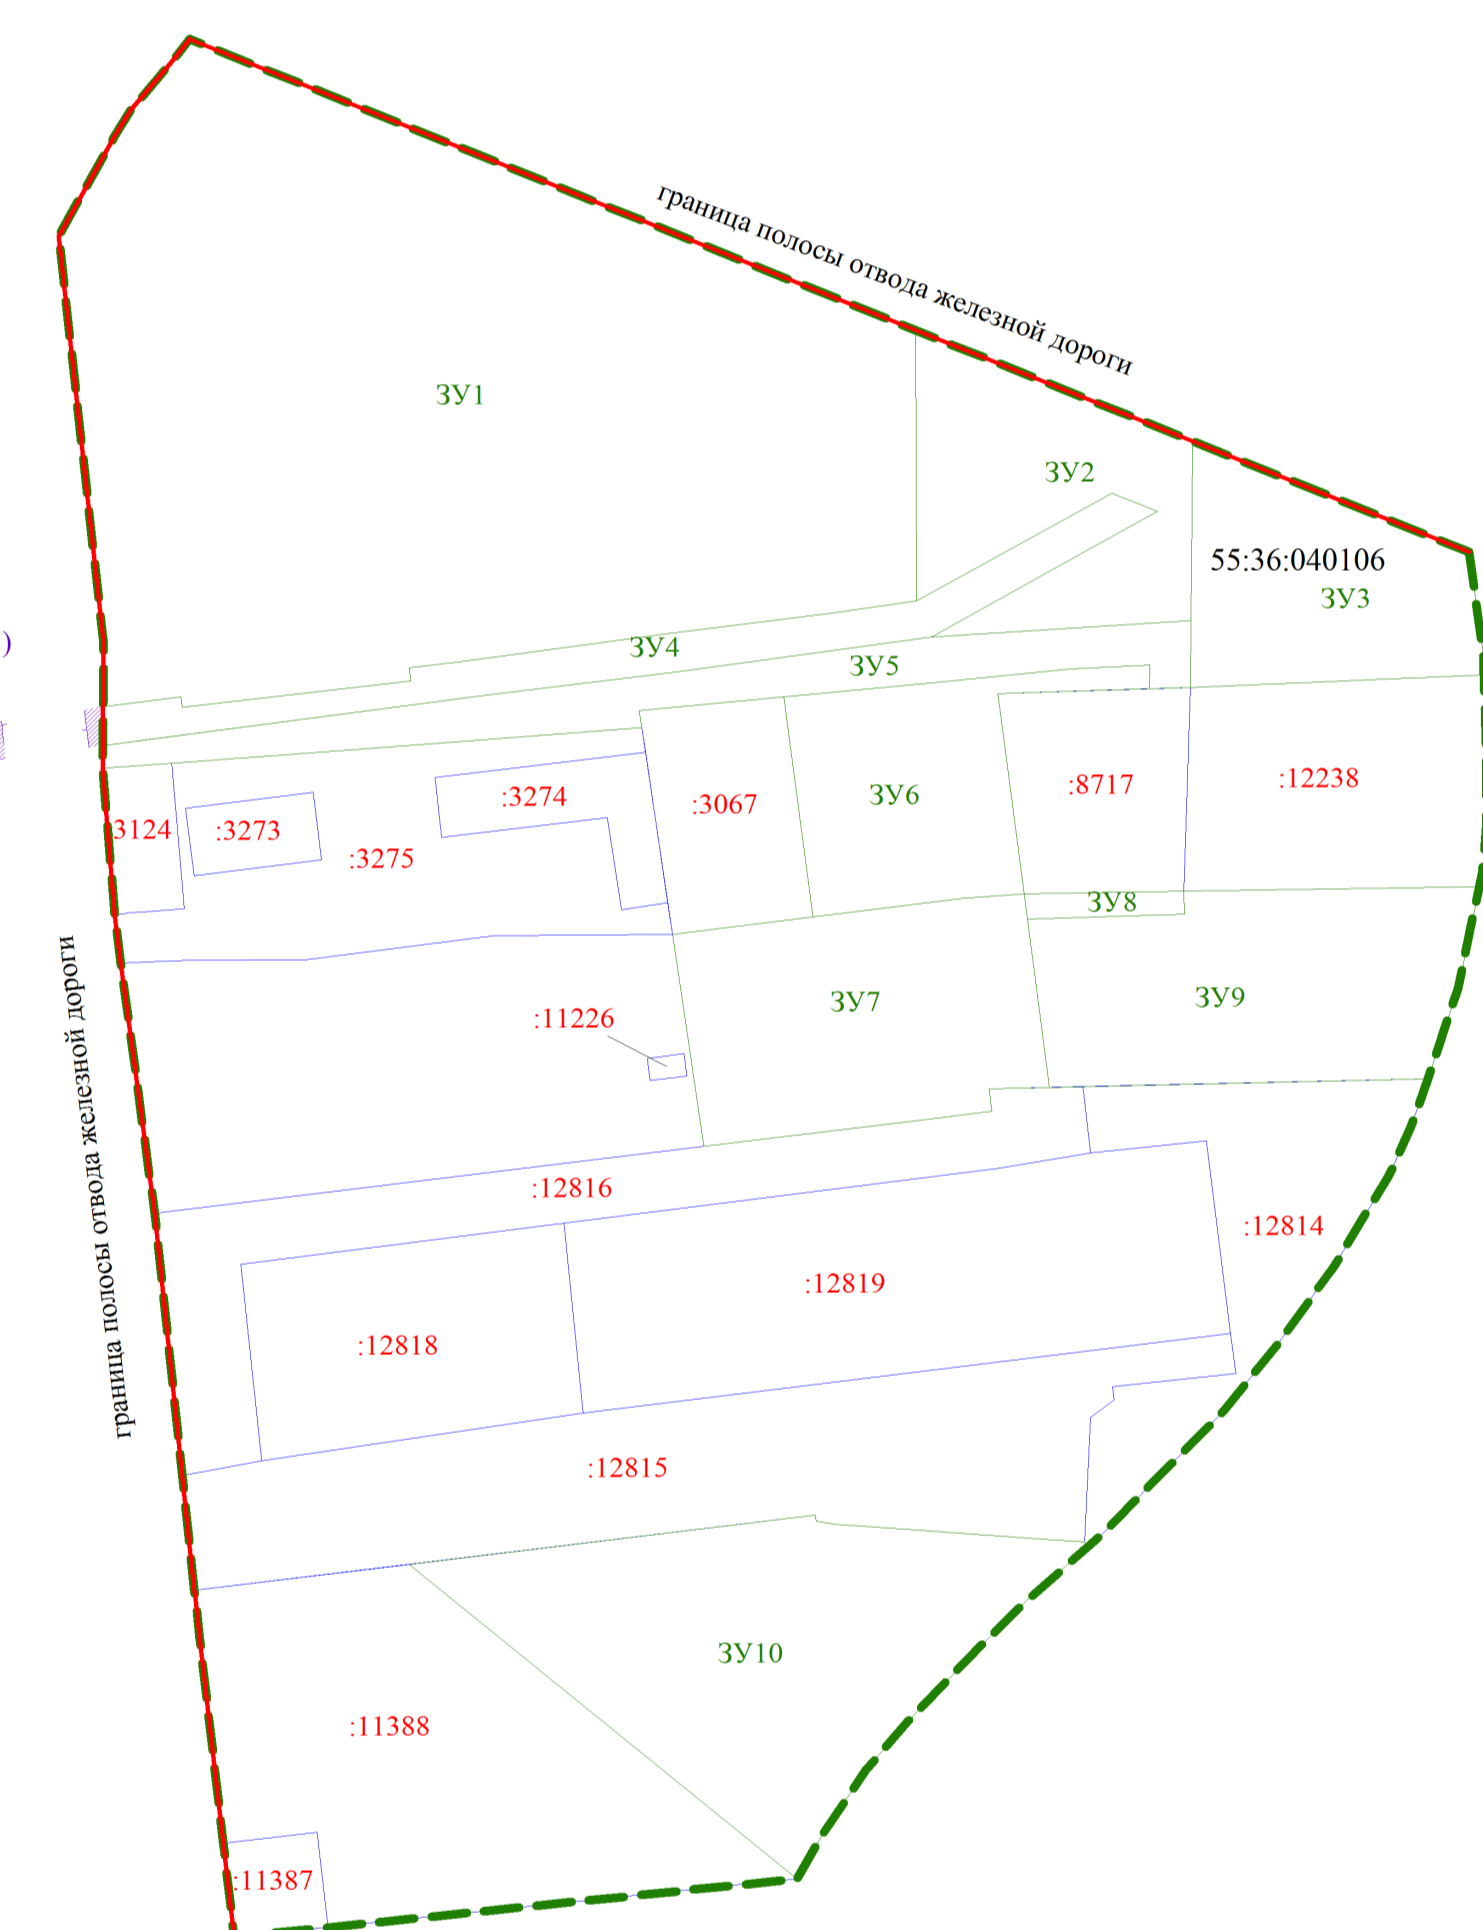 граница полосы отвода железной дороги
ЗУ1
ЗУ2
55:36:040106
ЗУ3
)
ЗУ4
ЗУ5
:3274
:3067
ЗУ6
:8717
:12238
3124
:3273
:3275
ЗУ8
граница полосы отвода железной дороги
:11226
ЗУ7
ЗУ9
:12816
:12814
:12819
:12818
:12815
ЗУ10
:11388
:11387